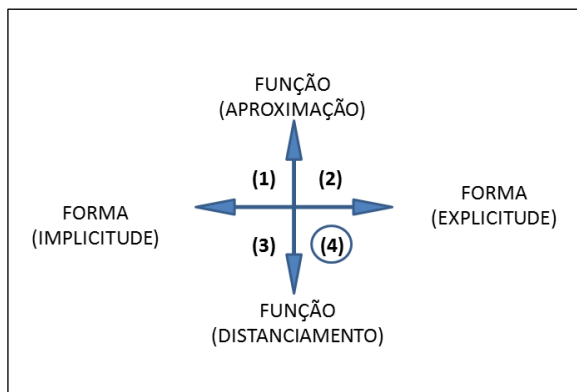 FUNÇÃO
(APROXIMAÇÃO)
(1) (2)
FORMA
(IMPLICITUDE)
FORMA
(EXPLICITUDE)
(3) (4)
FUNÇÃO
(DISTANCIAMENTO)